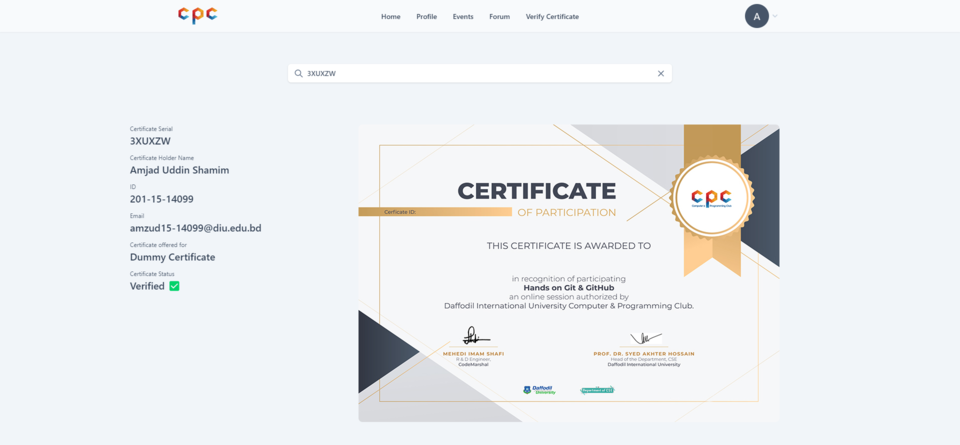 cpc
Home Profile Events Forum Verify Certificate
A
3XUXZW
Certificate Serial
3XUXZW
Certificate Holder Name
Amjad Uddin Shamim
ID
201-15-14099
Email
amzud15-14099@diu.edu.bd
Certificate offered for
Dummy Certificate
Certificate Status
Verified
cpc
Computer & Programming Club
CERTIFICATE
Cerficate ID:
OF PARTICIPATION
THIS CERTIFICATE IS AWARDED TO
in recognition of participating
Hands on Git & GitHub
an online session authorized by
Daffodil International University Computer & Programming Club.
MEHEDI IMAM SHAFI
R & D Engineer,
CodeMarshal
PROF. DR. SYED AKHTER HOSSAIN
Head of the Department, CSE
Daffodil International University
Daffodil
University